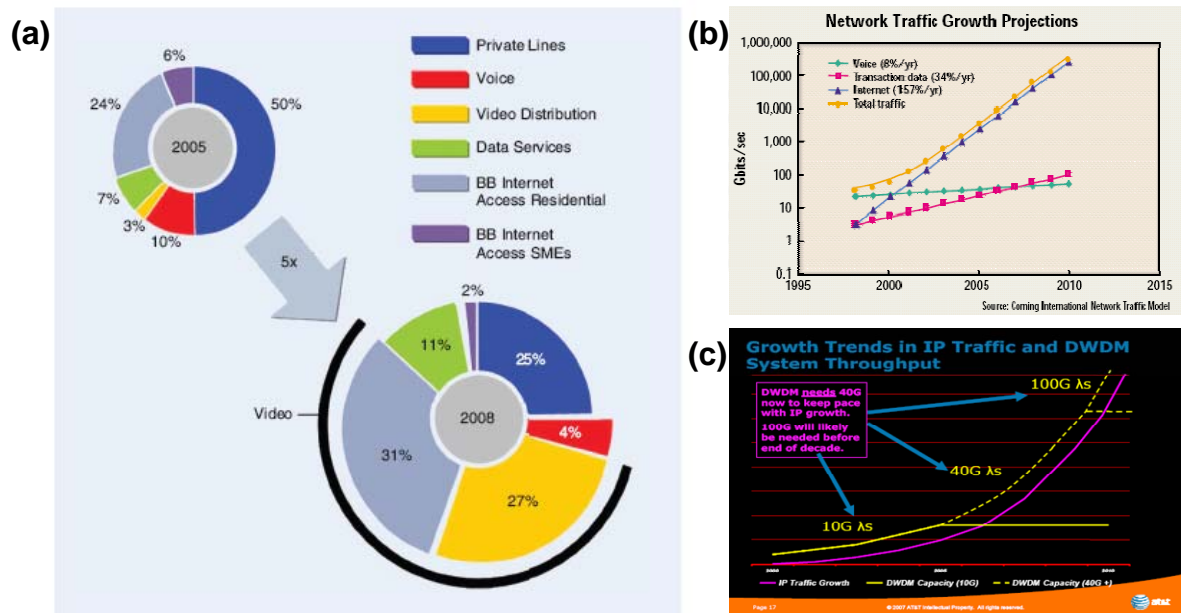 (a)
6%
24%
50%
2005
7%
3%
10%
5x
Private Lines
Voice
Video Distribution
Data Services
BB Internet
Access Residential
BB Internet
Access SMEs
2%
11%
25%
Video
2008
4%
31%
27%
(b)
Network Traffic Growth Projections
1,000,000
100,000
10,000
1,000
100
10
1
0.1
Gbits/sec
Voice (8%/yr)
Transaction data (34%/yr)
Internet (157%/yr)
Total traffic
1995
2000
2005
2010
2015
Source: Corning International Network Traffic Model
(c)
Growth Trends in IP Traffic and DWDM
System Throughput
DWDM needs 40G
now to keep pace
with IP growth.
100G will likely
be needed before
end of decade.
100G λs
40G λs
10G λs
2000
2005
2010
IP Traffic Growth
DWDM Capacity (10G)
DWDM Capacity (40G +)
Page 17
© 2007 AT&T Intellectual Property. All rights reserved.
at&t